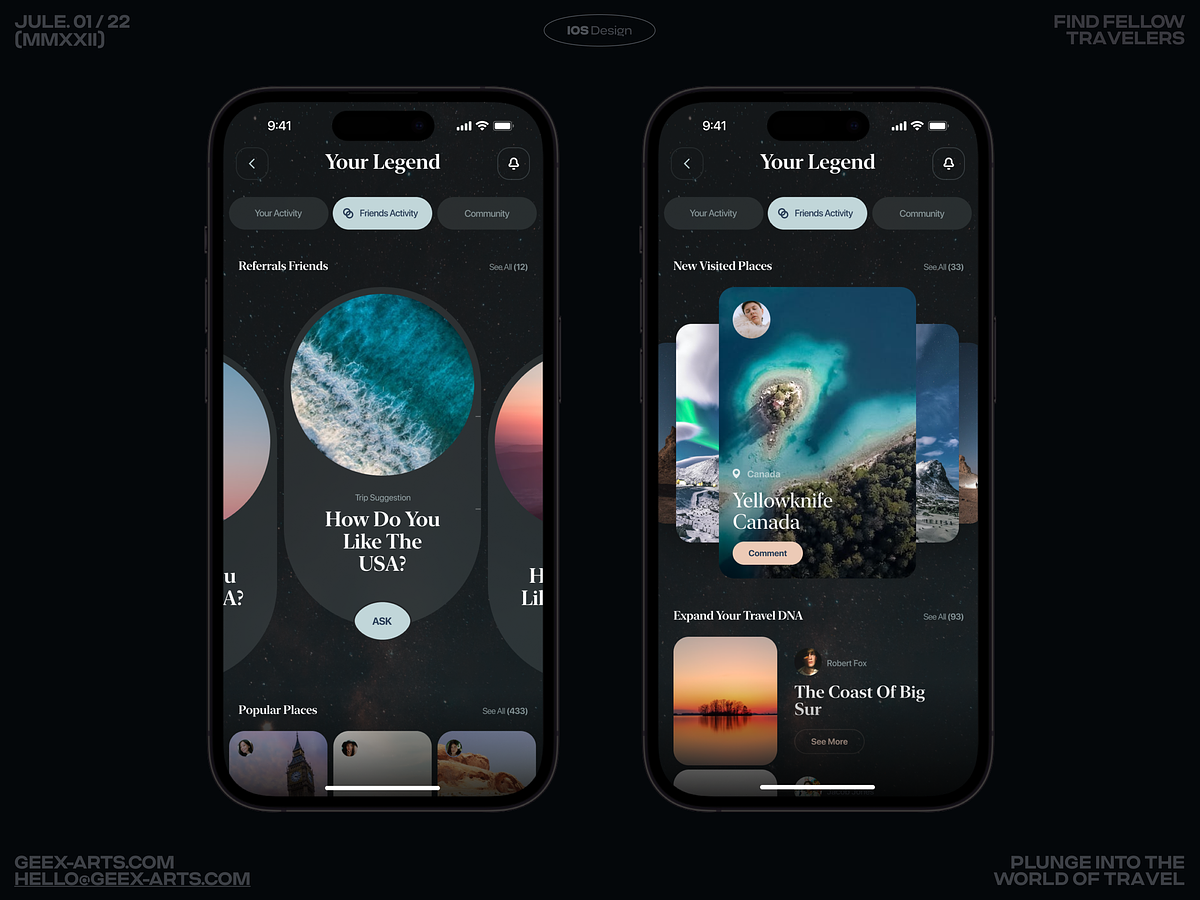 JULE. 01 / 22
(MMXXII)
IOS Design
FIND FELLOW
TRAVELERS
9:41
Your Legend
Your Activity
Friends Activity
Community
Referrals Friends
See All (12)
Trip Suggestion
How Do You
Like The
USA?
ASK
u
A?
H
Lik
Popular Places
See All (433)
9:41
Your Legend
Your Activity
Friends Activity
Community
New Visited Places
See All (33)
Canada
Yellowknife
Canada
Comment
Expand Your Travel DNA
See All (93)
Robert Fox
The Coast Of Big
Sur
See More
GEEX-ARTS.COM
HELLO@GEEX-ARTS.COM
PLUNGE INTO THE
WORLD OF TRAVEL